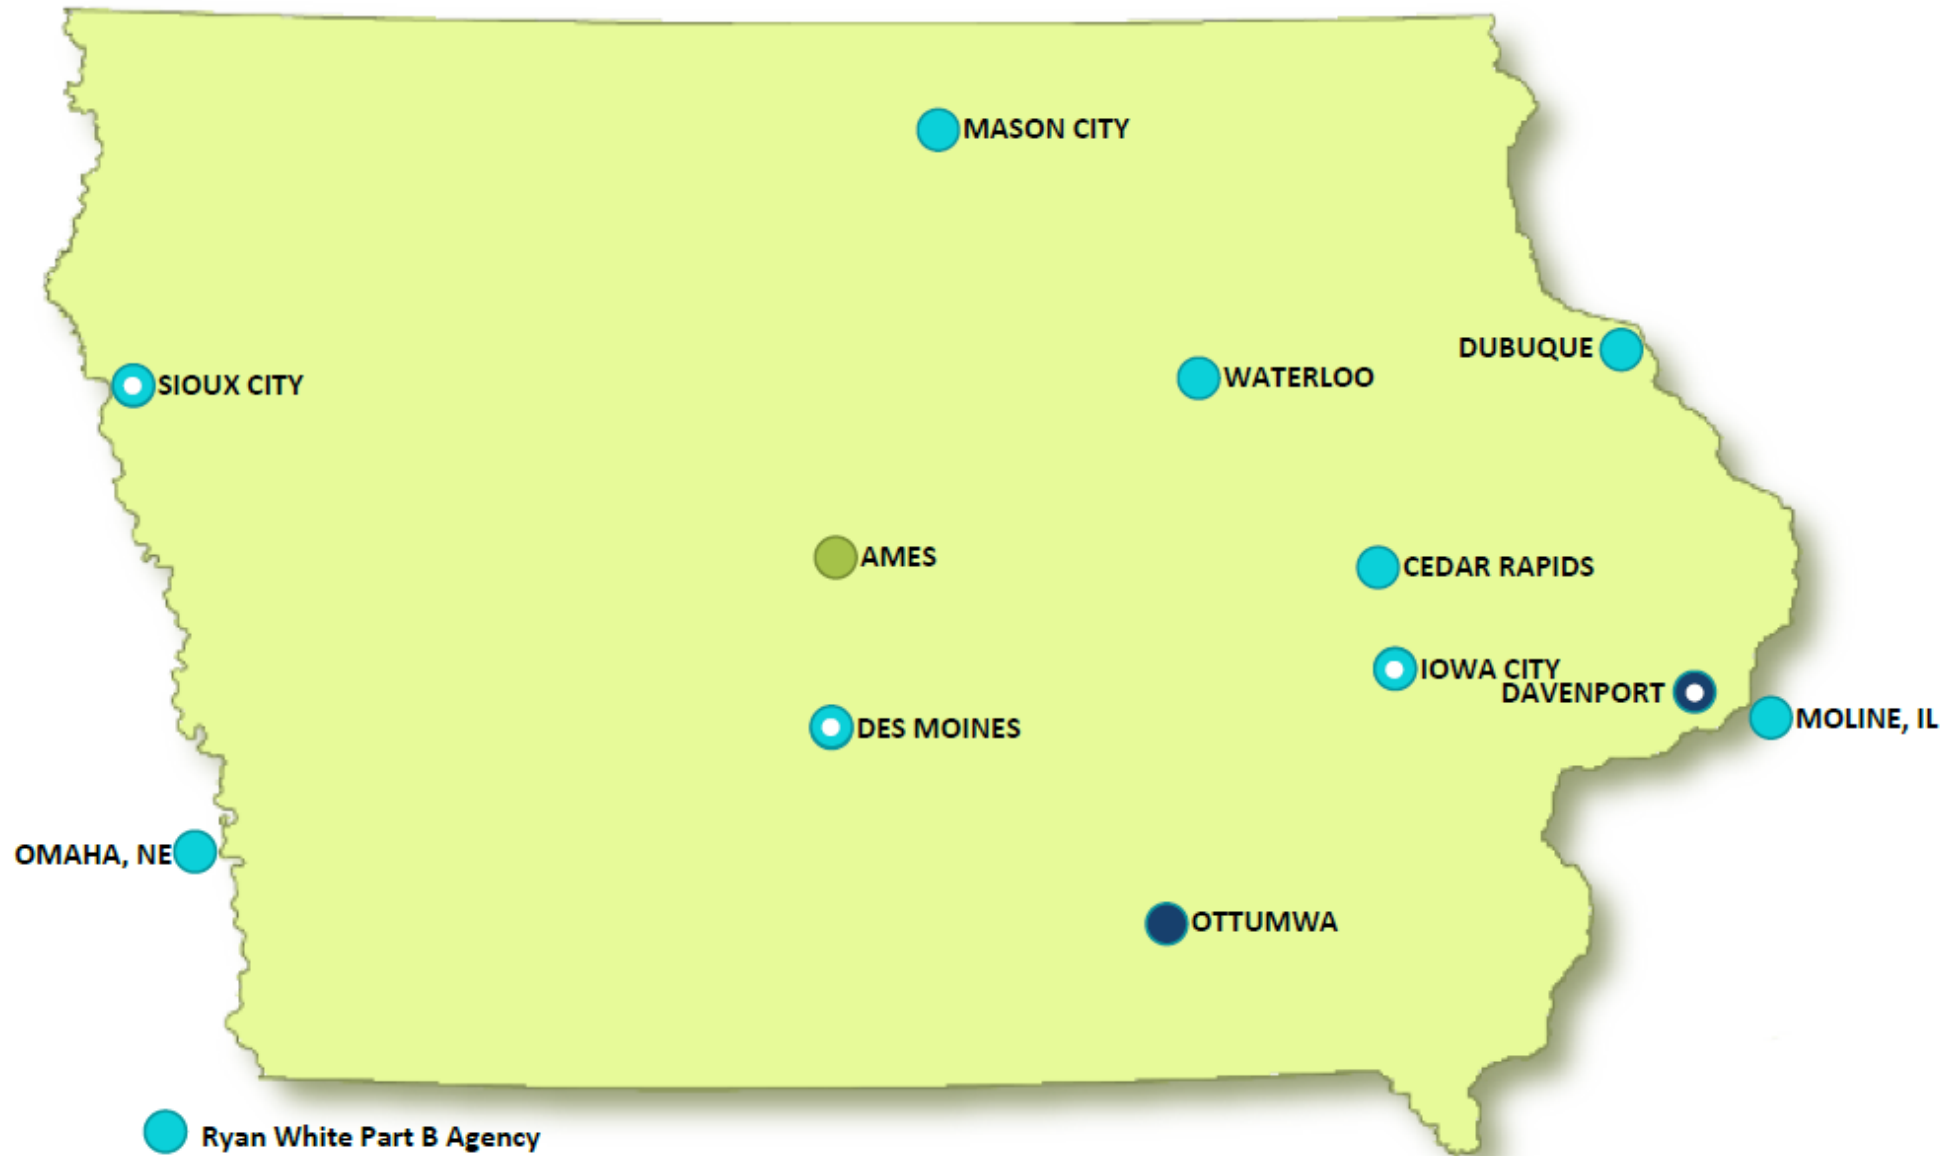 MASON CITY
DUBUQUE
WATERLOO
SIOUX CITY
AMES
CEDAR RAPIDS
IOWA CITY
DAVENPORT
MOLINE, IL
DES MOINES
OMAHA, NE
OTTUMWA
Ryan White Part B Agency